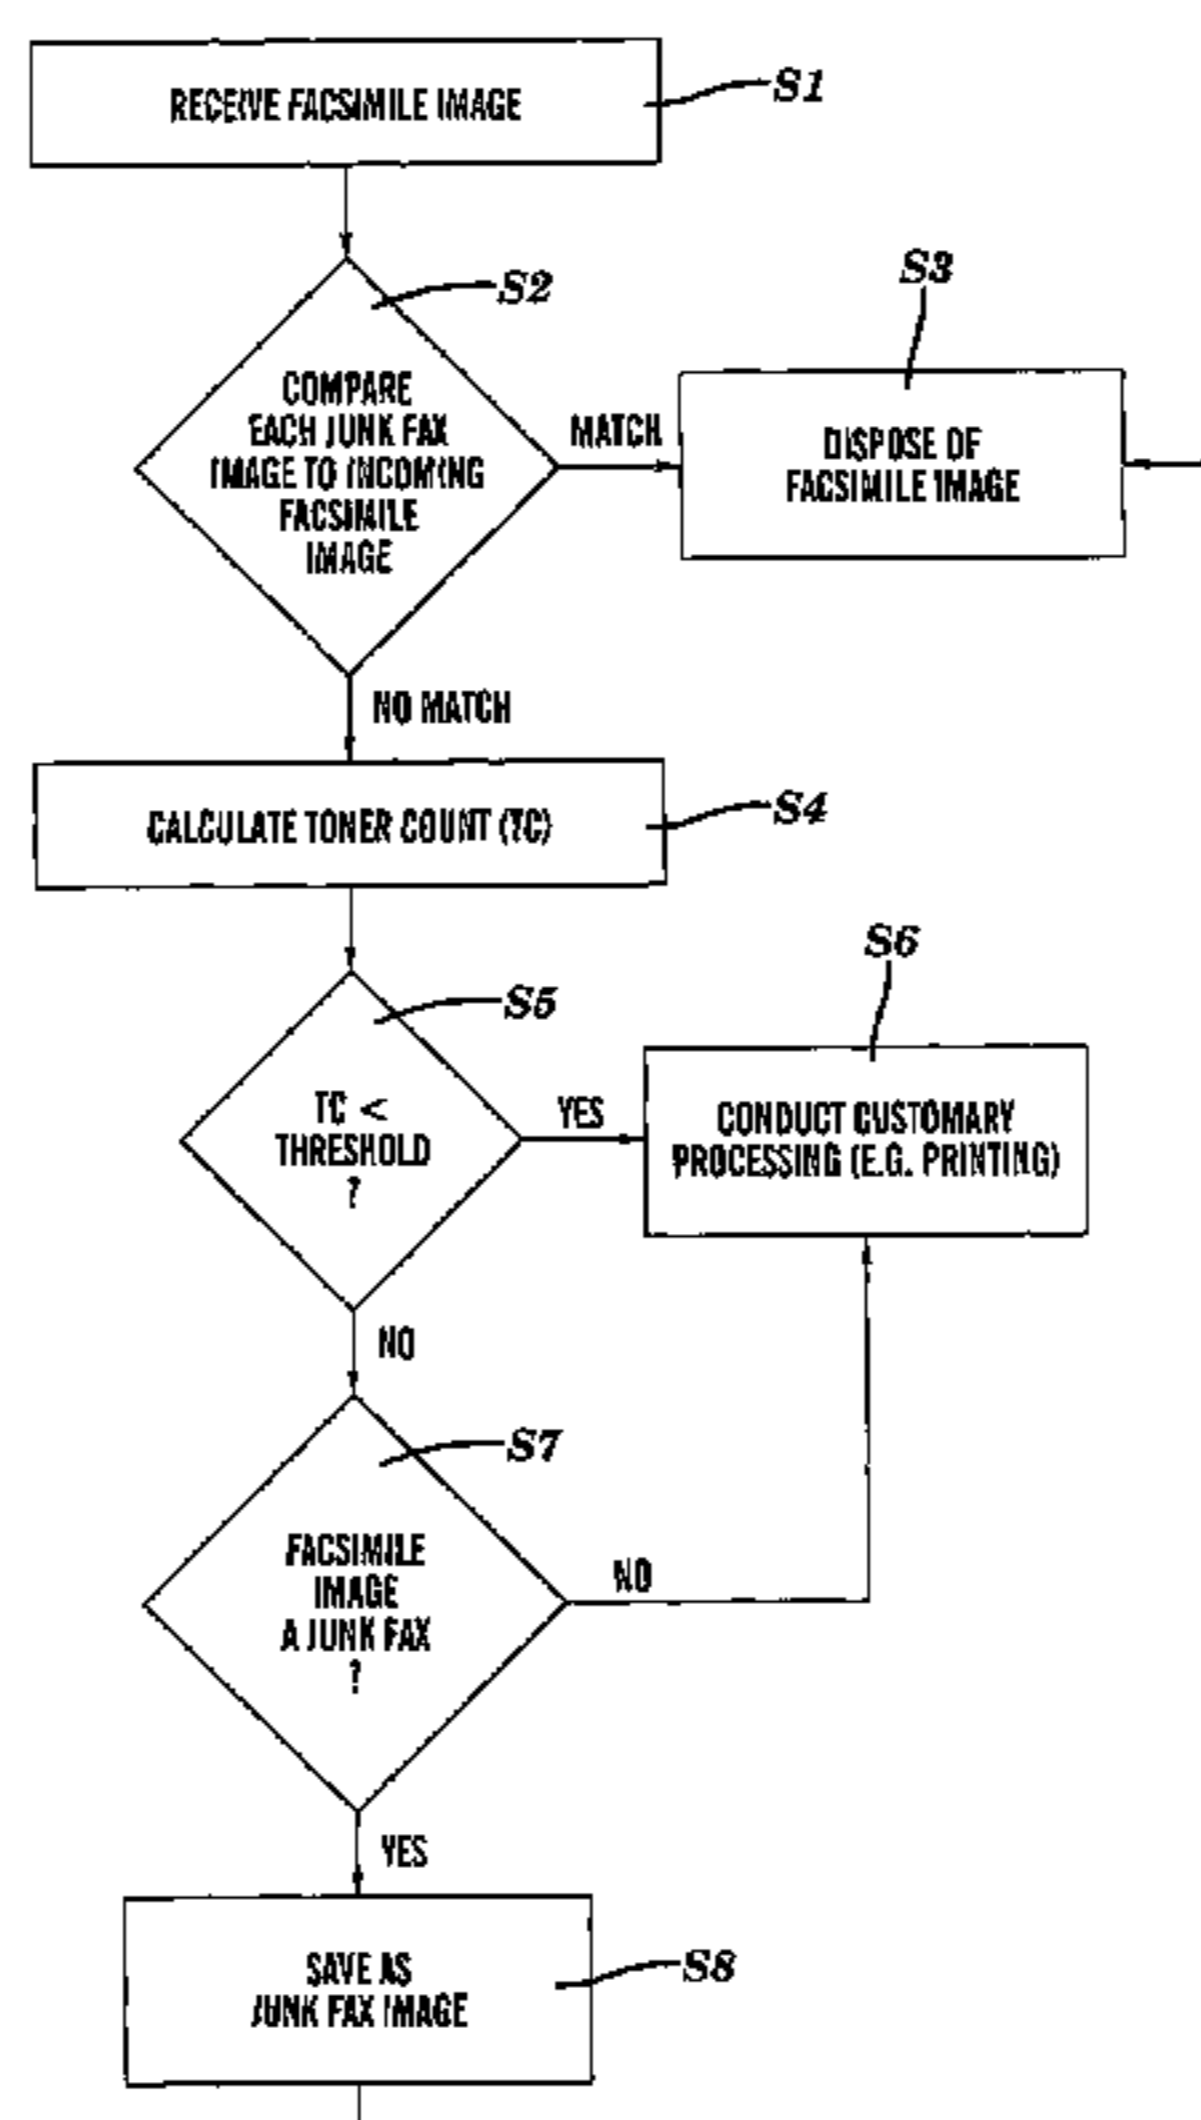 RECEIVE FACSIMILE IMAGE
S1
S2
COMPARE
EACH JUNK FAX
IMAGE TO INCOMING
FACSIMILE
IMAGE
MATCH
S3
DISPOSE OF
FACSIMILE IMAGE
NO MATCH
CALCULATE TONER COUNT (TC)
S4
S5
TC <
THRESHOLD
?
YES
S6
CONDUCT CUSTOMARY
PROCESSING (E.G. PRINTING)
NO
S7
FACSIMILE
IMAGE
A JUNK FAX
?
NO
YES
SAVE AS
JUNK FAX IMAGE
S8